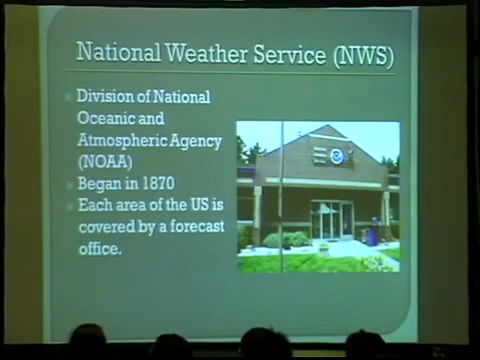 National Weather Service (NWS)
Division of National
Oceanic and
Atmospheric Agency
(NOAA)
Began in 1870
Each area of the US is
covered by a forecast
office.